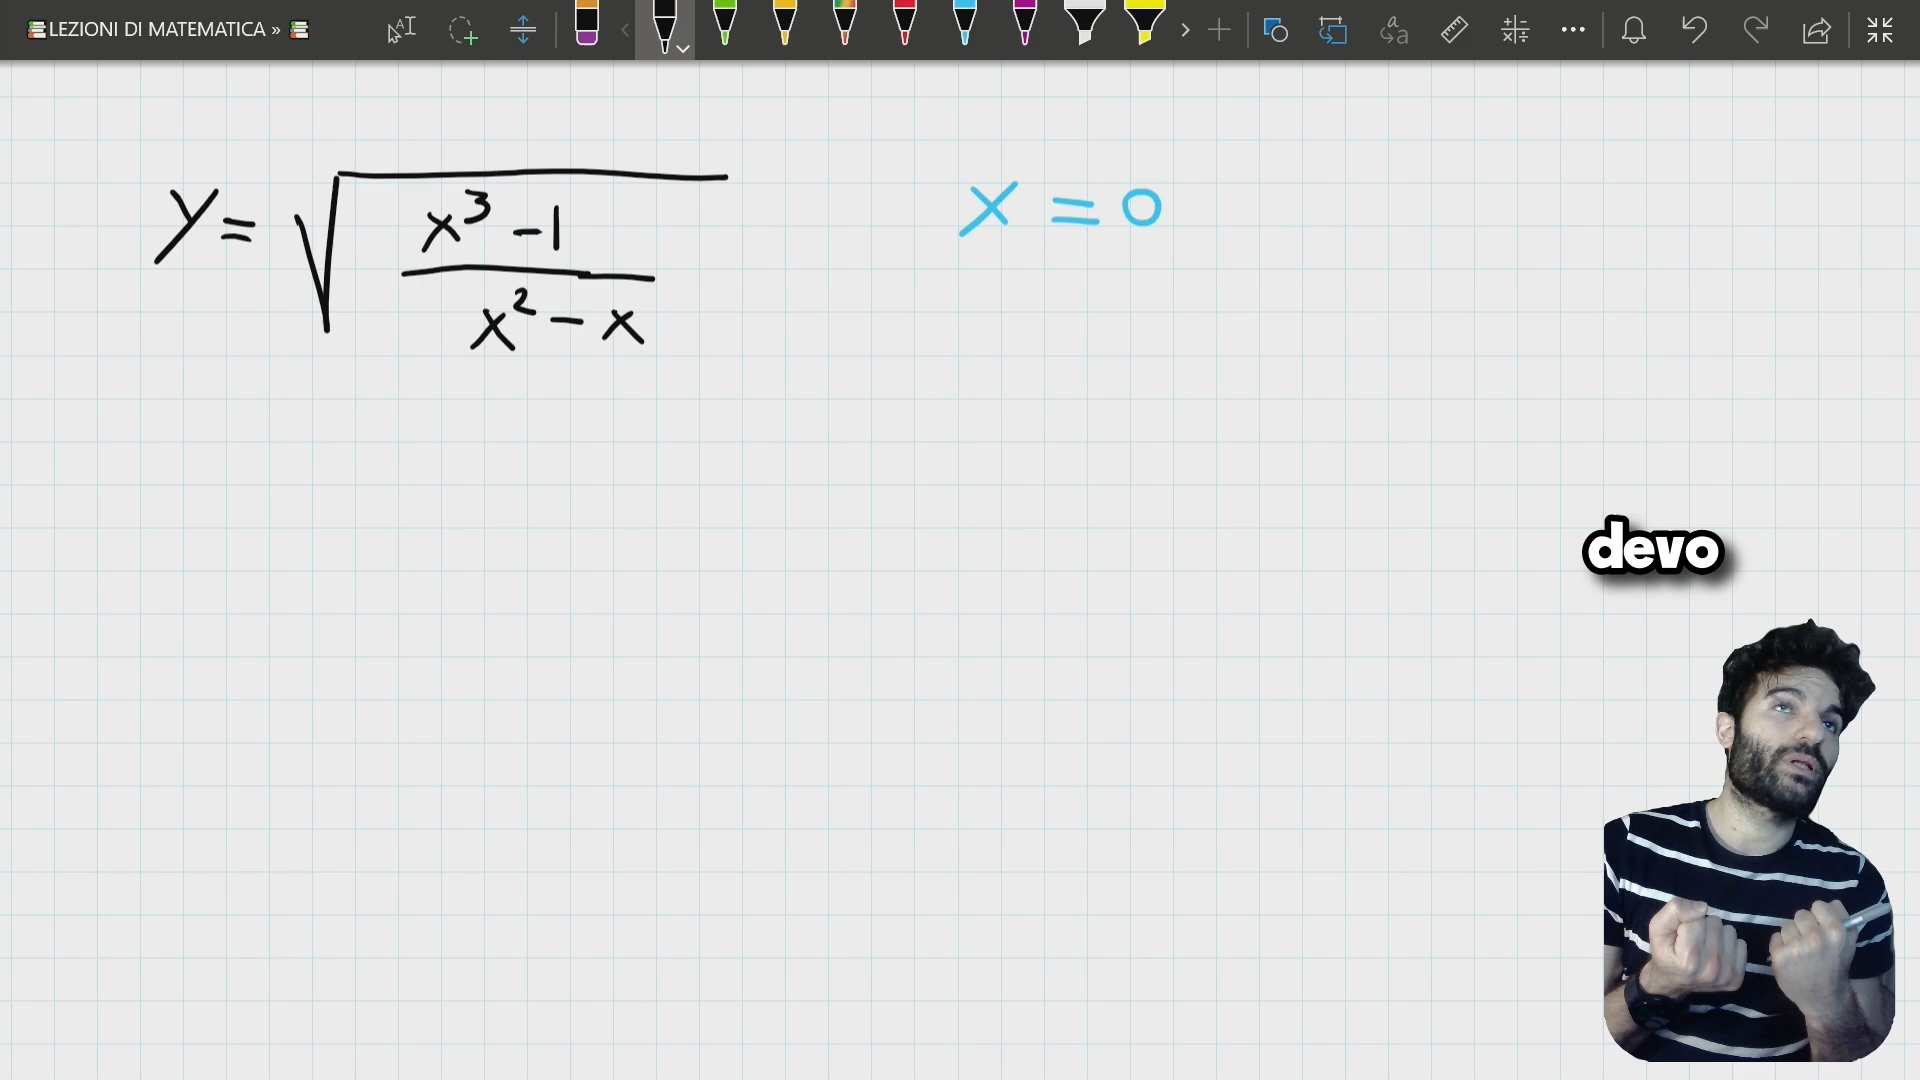 LEZIONI DI MATEMATICA »
y = √((x³ - 1)/(x² - x))
x = 0
devo